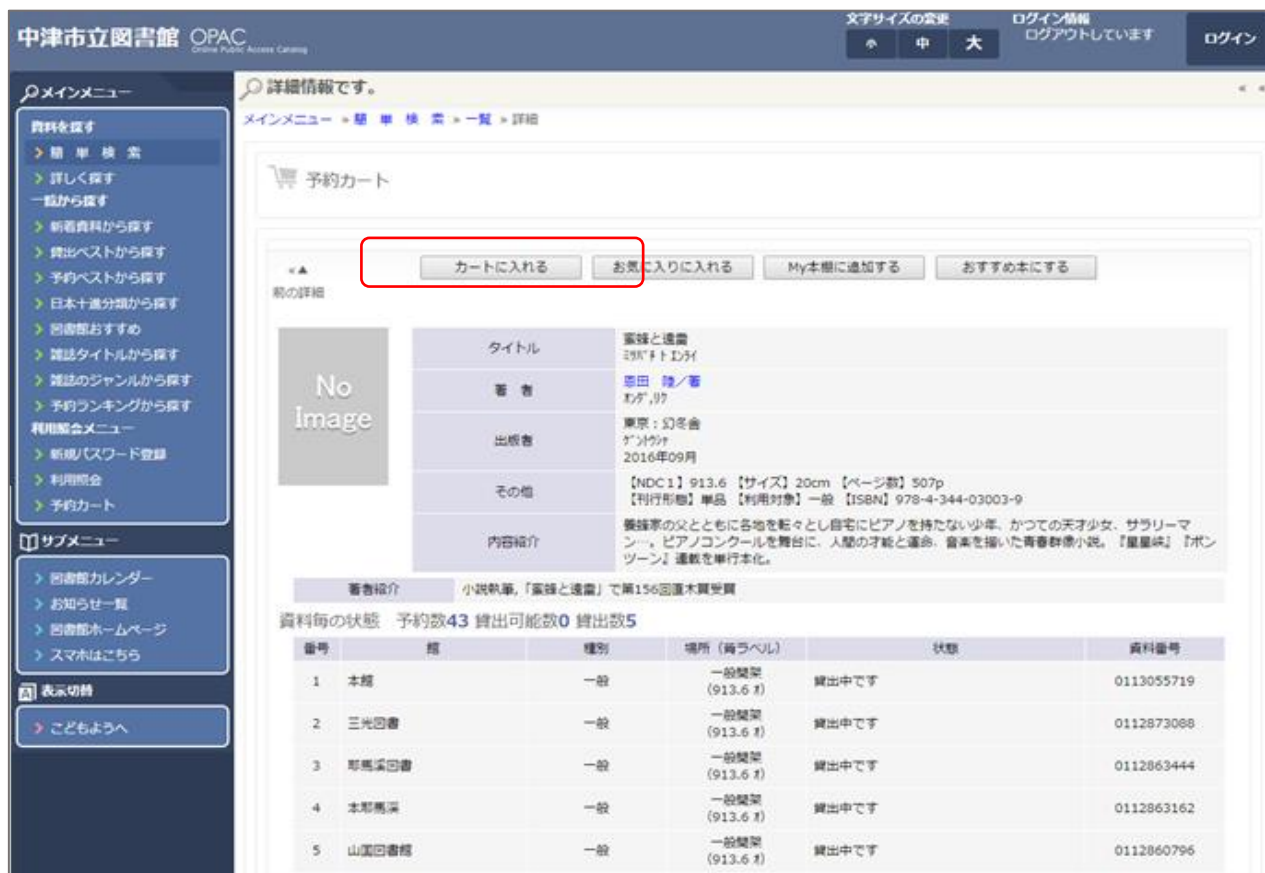 中津市立図書館 OPAC
Online Public Access Catalog
文字サイズの変更
小 中 大
ログイン情報
ログアウトしています
ログイン
メインメニュー
資料を探す
簡 単 検 索
詳しく探す
一覧から探す
新着資料から探す
貸出ベストから探す
予約ベストから探す
日本十進分類から探す
図書館おすすめ
雑誌タイトルから探す
雑誌のジャンルから探す
予約ランキングから探す
利用照会メニュー
新規パスワード登録
利用照会
予約カート
サブメニュー
図書館カレンダー
お知らせ一覧
図書館ホームページ
スマホはこちら
表示切替
こどもようへ
詳細情報です。
メインメニュー » 簡 単 検 索 » 一覧 » 詳細
予約カート
«▲
前の詳細
カートに入れる お気に入りに入れる My本棚に追加する おすすめ本にする
No
Image
タイトル 蜜蜂と遠雷
ミツバチ ト エンライ
著 者 恩田 陸／著
オンダ,リク
出版者 東京：幻冬舎
ゲントウシャ
2016年09月
その他 【NDC１】913.6 【サイズ】20cm 【ページ数】507p
【刊行形態】単品 【利用対象】一般 【ISBN】978-4-344-03003-9
内容紹介 養蜂家の父とともに各地を転々とし自宅にピアノを持たない少年、かつての天才少女、サラリーマ
ン…。ピアノコンクールを舞台に、人間の才能と運命、音楽を描いた青春群像小説。『星星峡』『ポン
ツーン』連載を単行本化。
著者紹介 小説執筆,「蜜蜂と遠雷」で第156回直木賞受賞
資料毎の状態 予約数43 貸出可能数0 貸出数5
番号 館 種別 場所（背ラベル） 状態 資料番号
1 本館 一般 一般開架 (913.6 ｵ) 貸出中です 0113055719
2 三光図書 一般 一般開架 (913.6 ｵ) 貸出中です 0112873088
3 耶馬溪図書 一般 一般開架 (913.6 ｵ) 貸出中です 0112863444
4 本耶馬渓 一般 一般開架 (913.6 ｵ) 貸出中です 0112863162
5 山国図書館 一般 一般開架 (913.6 ｵ) 貸出中です 0112860796